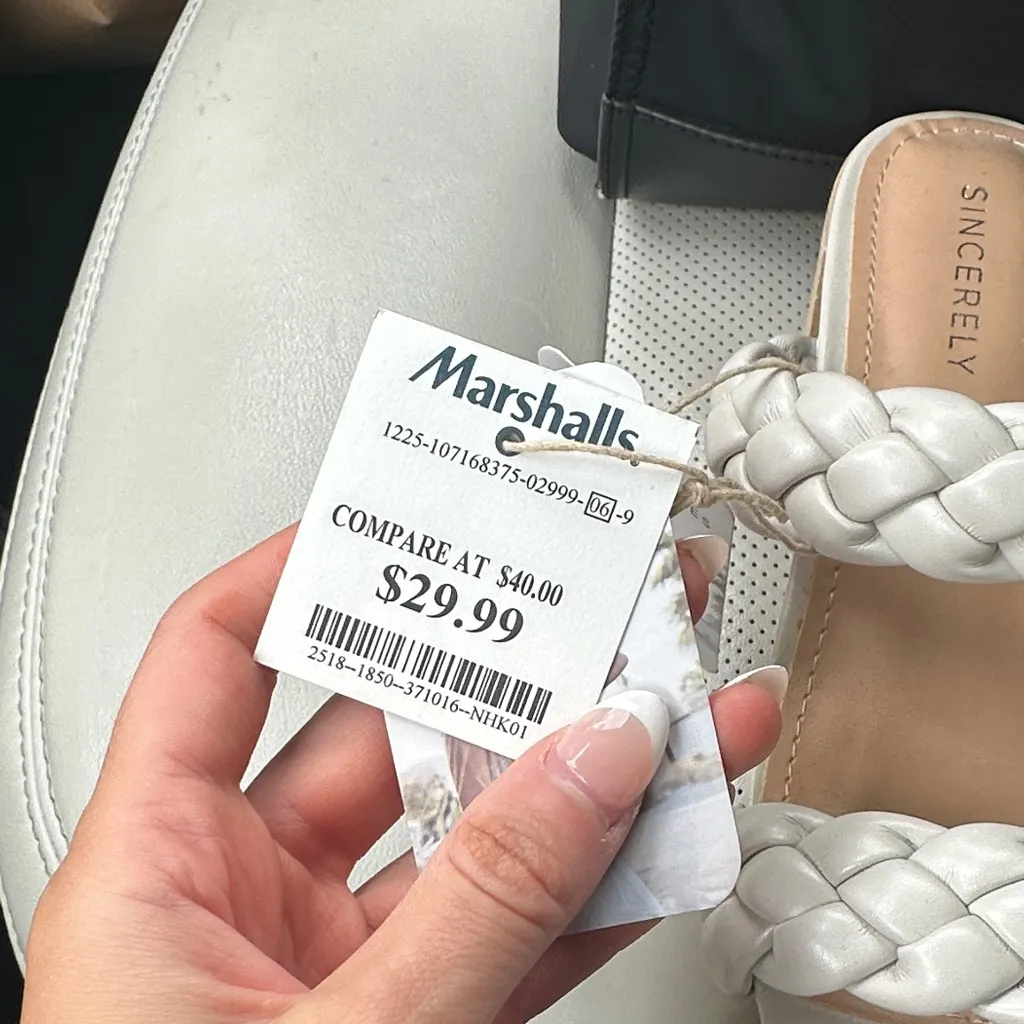 Marshalls.
1225-107168375-02999-06-9
COMPARE AT $40.00
$29.99
2518--1850--371016--NHK01
SINCERELY